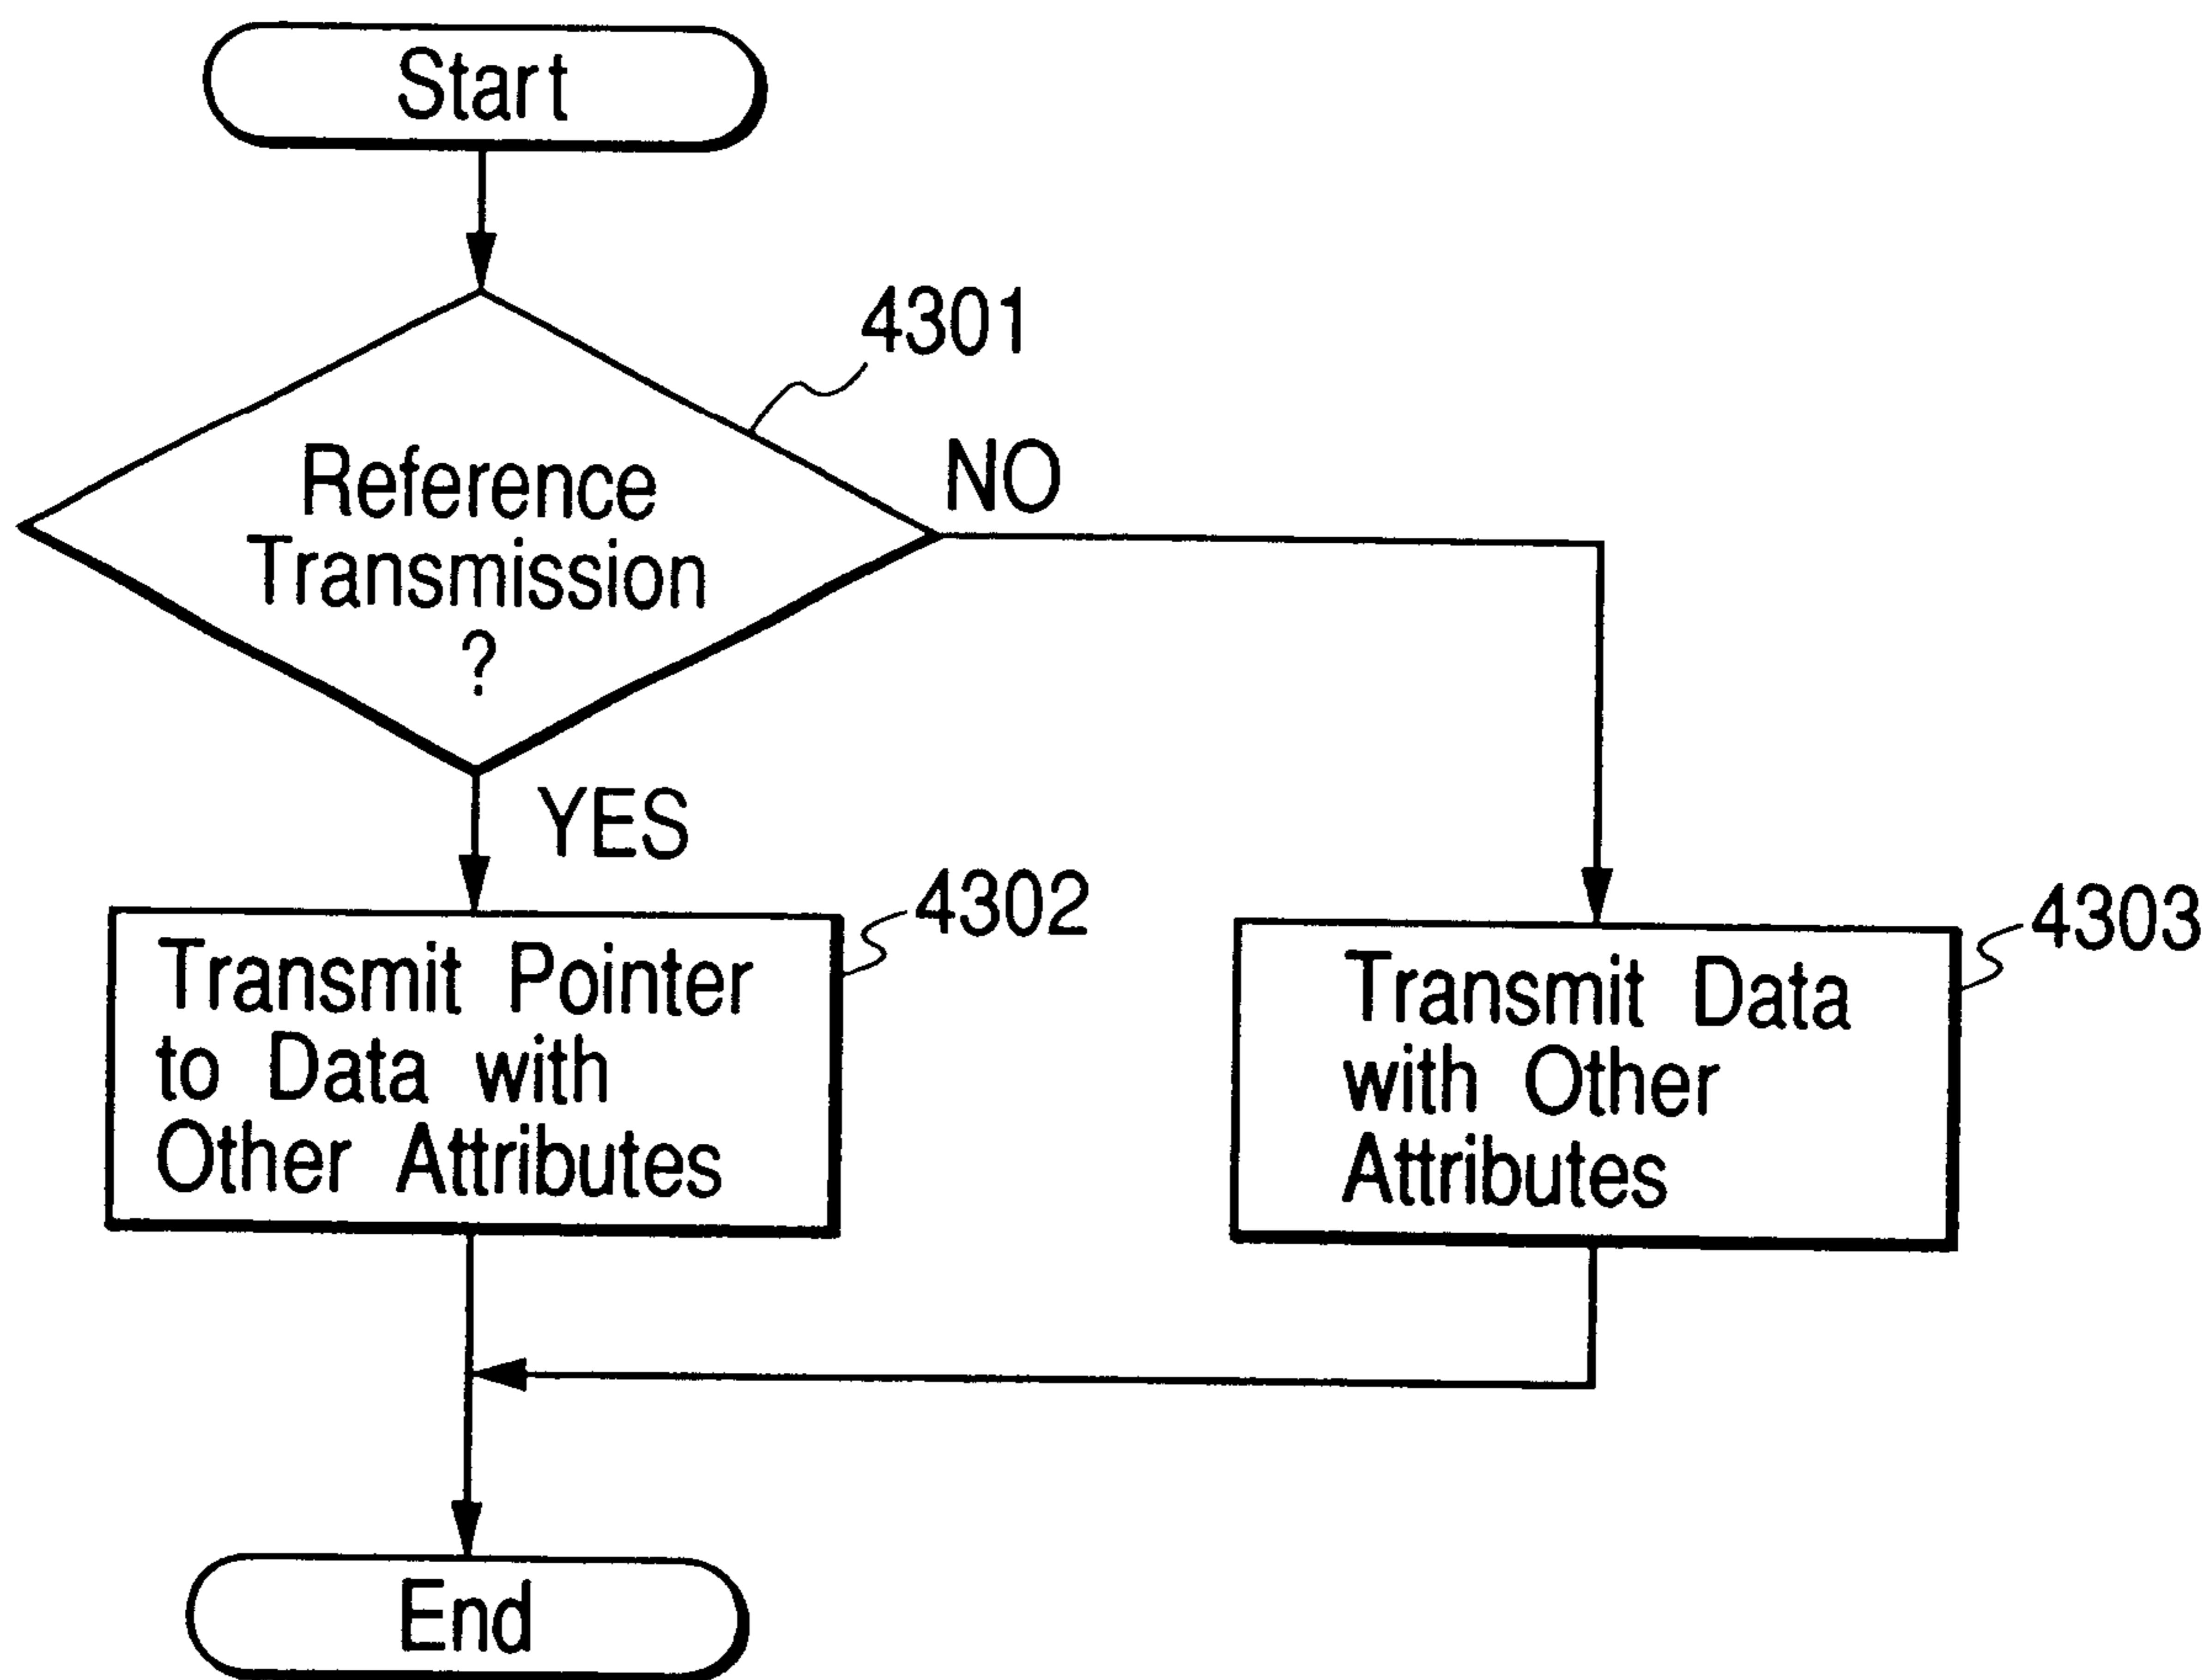 Start
4301
Reference
Transmission
?
NO
YES
4302
Transmit Pointer
to Data with
Other Attributes
4303
Transmit Data
with Other
Attributes
End